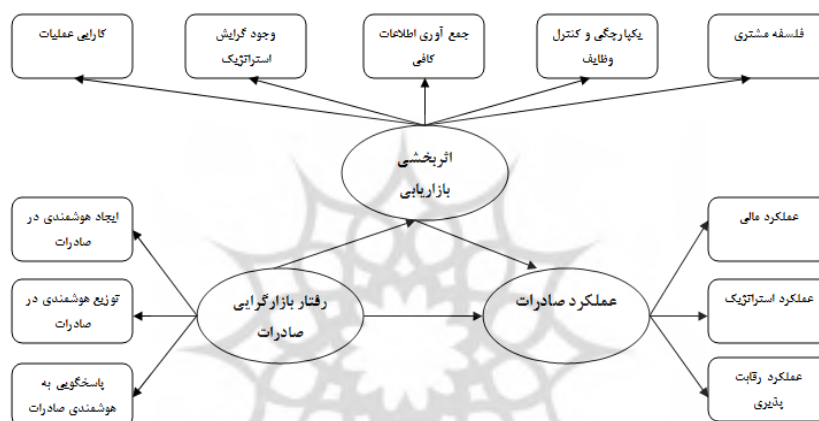 فلسفه مشتری
یکپارچگی و کنترل
وظایف
جمع آوری اطلاعات
کافی
وجود گرایش
استراتژیک
کارایی عملیات
اثربخشی
بازاریابی
عملکرد مالی
عملکرد استراتژیک
عملکرد رقابت
پذیری
عملکرد صادرات
رفتار بازارگرایی
صادرات
ایجاد هوشمندی در
صادرات
توزیع هوشمندی در
صادرات
پاسخگویی به
هوشمندی صادرات